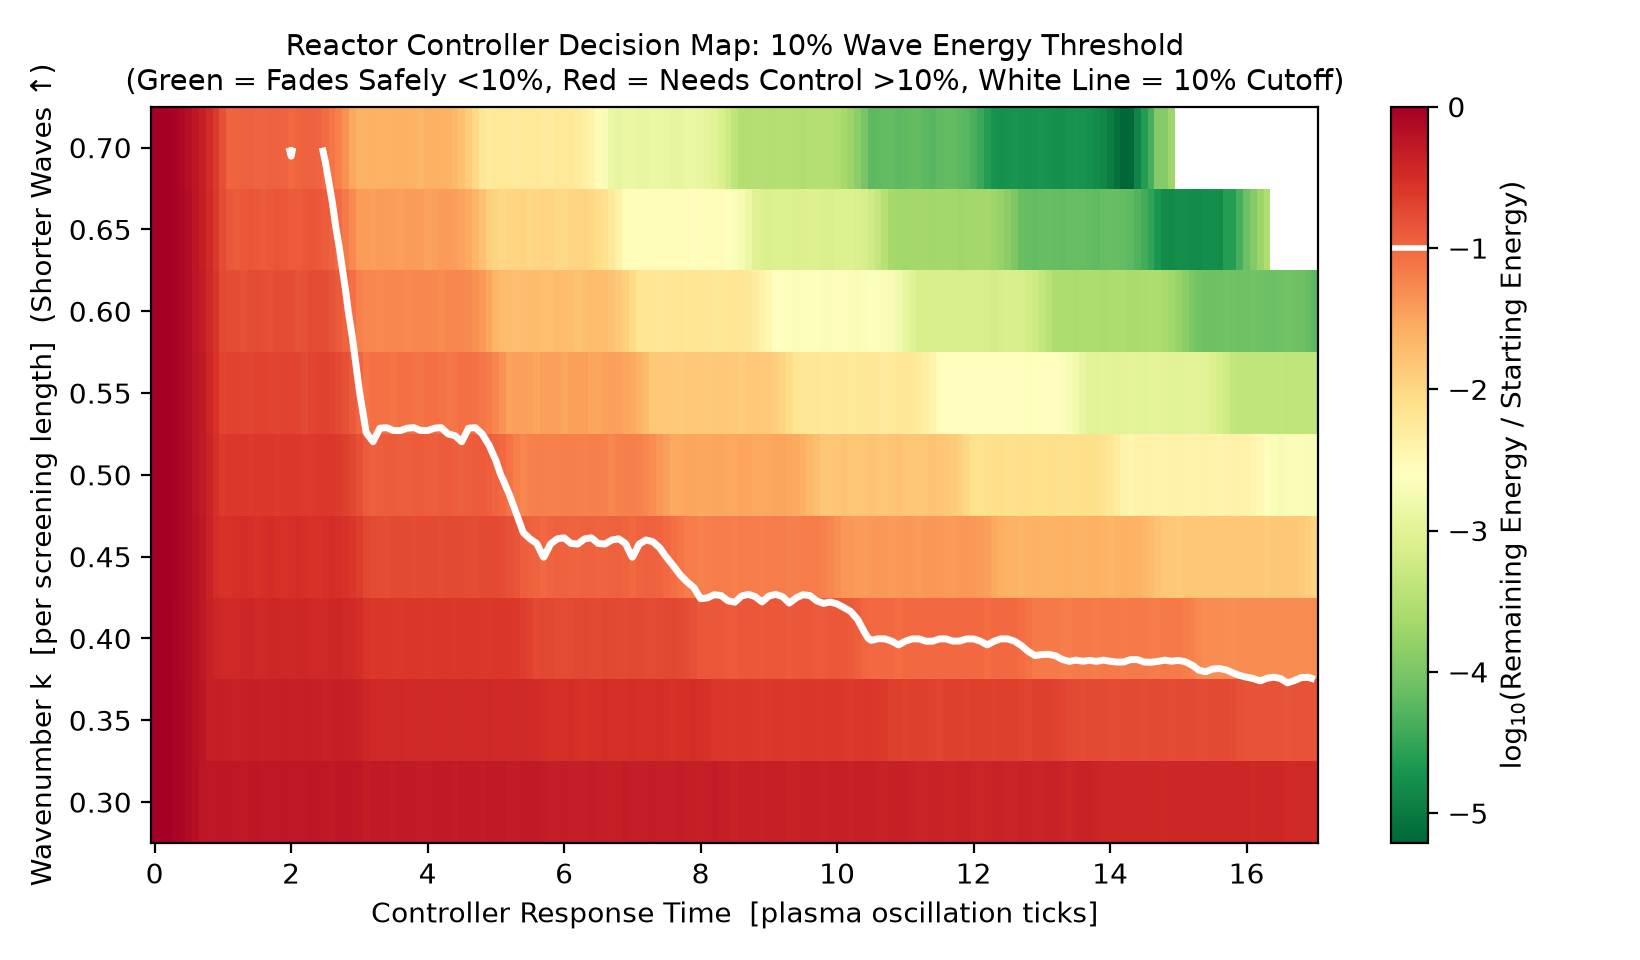 Reactor Controller Decision Map: 10% Wave Energy Threshold
(Green = Fades Safely <10%, Red = Needs Control >10%, White Line = 10% Cutoff)
Wavenumber k [per screening length] (Shorter Waves ↑)
0.70
0.65
0.60
0.55
0.50
0.45
0.40
0.35
0.30
0 2 4 6 8 10 12 14 16
Controller Response Time [plasma oscillation ticks]
0
−1
−2
−3
−4
−5
log₁₀(Remaining Energy / Starting Energy)